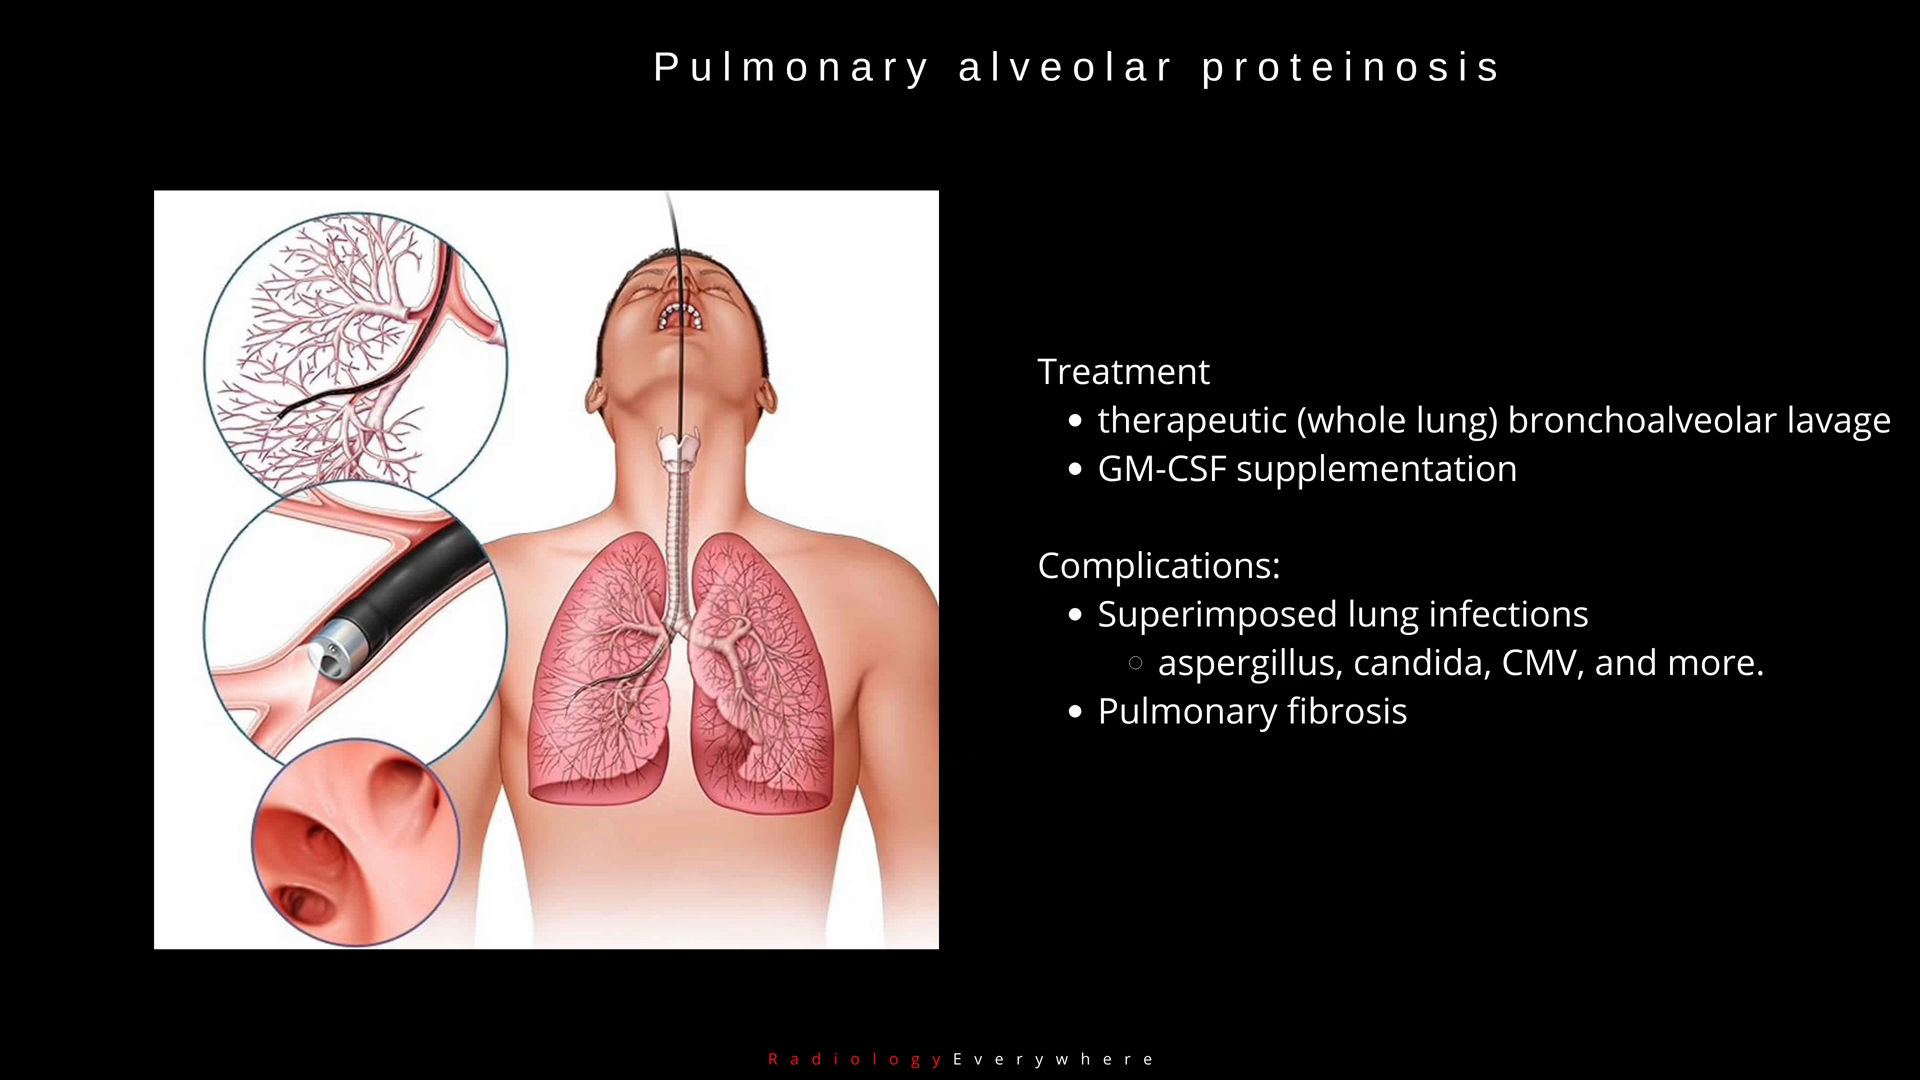 Pulmonary alveolar proteinosis
Treatment
• therapeutic (whole lung) bronchoalveolar lavage
• GM-CSF supplementation
Complications:
• Superimposed lung infections
◦ aspergillus, candida, CMV, and more.
• Pulmonary fibrosis
RadiologyEverywhere